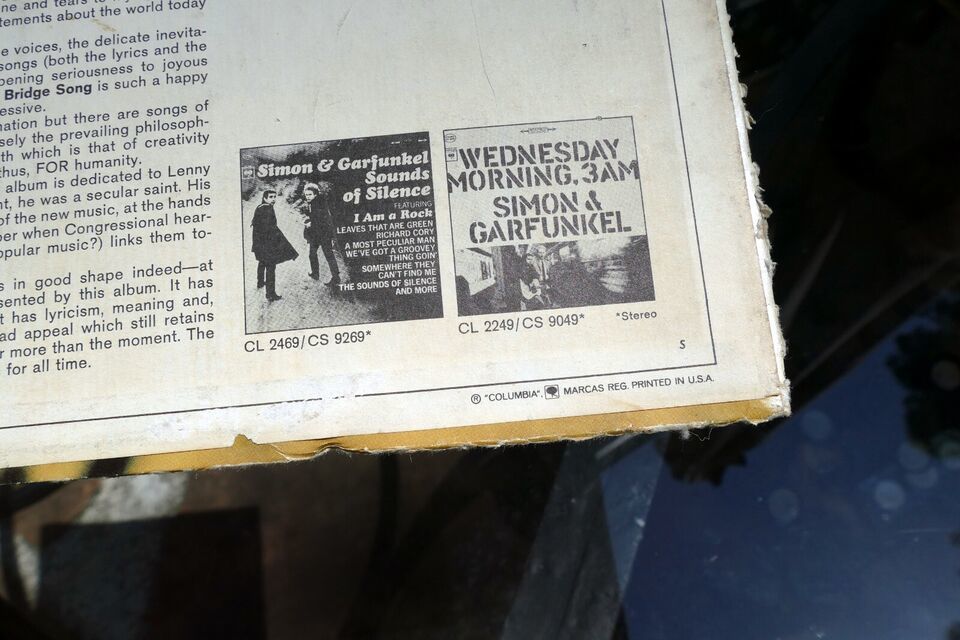 ne and tears to
tements about the world today
e voices, the delicate inevita-
songs (both the lyrics and the
pening seriousness to joyous
Bridge Song is such a happy
essive.
nation but there are songs of
sely the prevailing philosoph-
th which is that of creativity
thus, FOR humanity.
album is dedicated to Lenny
nt, he was a secular saint. His
of the new music, at the hands
per when Congressional hear-
opular music?) links them to-
s in good shape indeed—at
sented by this album. It has
t has lyricism, meaning and,
ad appeal which still retains
r more than the moment. The
for all time.
Simon & Garfunkel
Sounds
of Silence
FEATURING
I Am a Rock
LEAVES THAT ARE GREEN
RICHARD CORY
A MOST PECULIAR MAN
WE'VE GOT A GROOVEY
THING GOIN'
SOMEWHERE THEY
CAN'T FIND ME
THE SOUNDS OF SILENCE
AND MORE
CL 2469/CS 9269*
WEDNESDAY
MORNING, 3AM
SIMON &
GARFUNKEL
CL 2249/CS 9049*
*Stereo
S
® "COLUMBIA", MARCAS REG. PRINTED IN U.S.A.